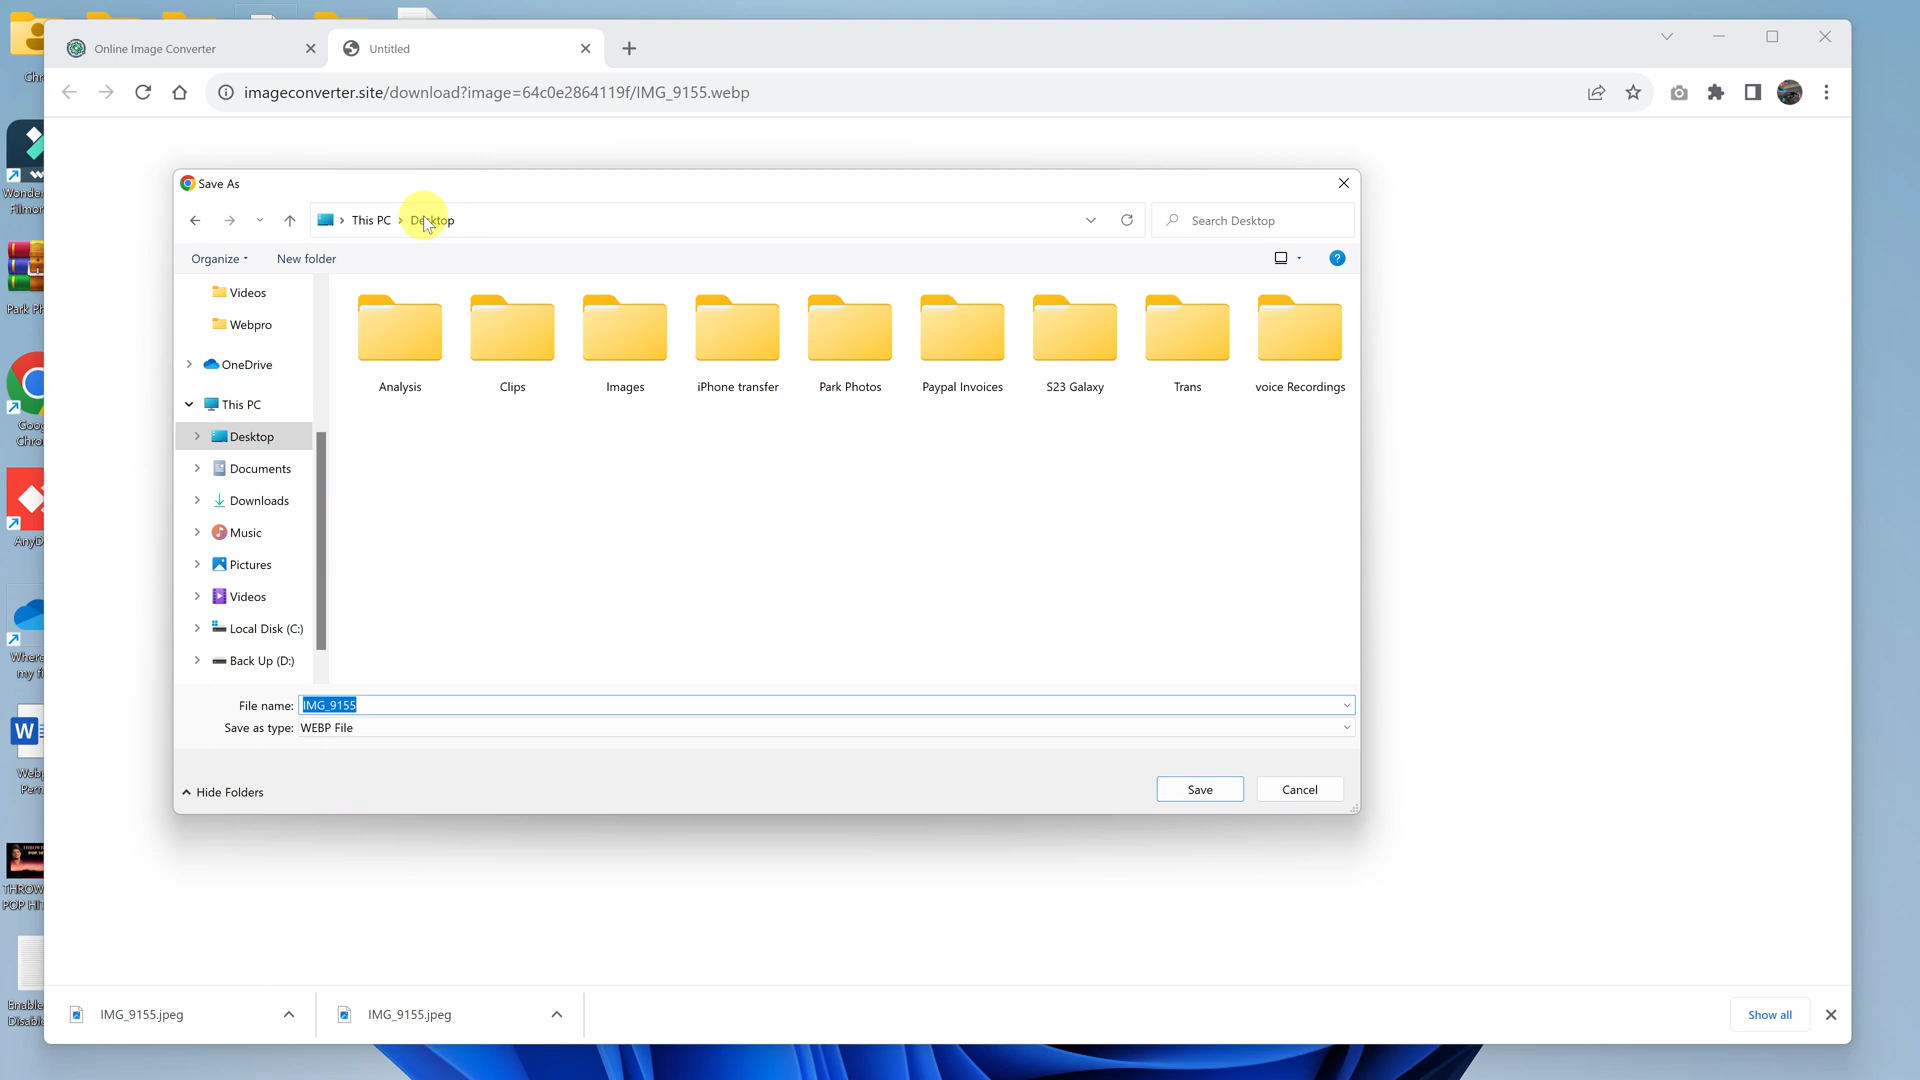 Online Image Converter
Untitled
imageconverter.site/download?image=64c0e2864119f/IMG_9155.webp
Save As
This PC > Desktop
Search Desktop
Organize
New folder
Videos
Webpro
OneDrive
This PC
Desktop
Documents
Downloads
Music
Pictures
Videos
Local Disk (C:)
Back Up (D:)
Analysis
Clips
Images
iPhone transfer
Park Photos
Paypal Invoices
S23 Galaxy
Trans
voice Recordings
File name: IMG_9155
Save as type: WEBP File
Hide Folders
Save
Cancel
IMG_9155.jpeg
IMG_9155.jpeg
Show all
Chr
Wonder
Filmor
Park Ph
Goog
Chro
AnyD
Where
my fi
Web
Perm
THROW
POP HIT
Enable
Disabl